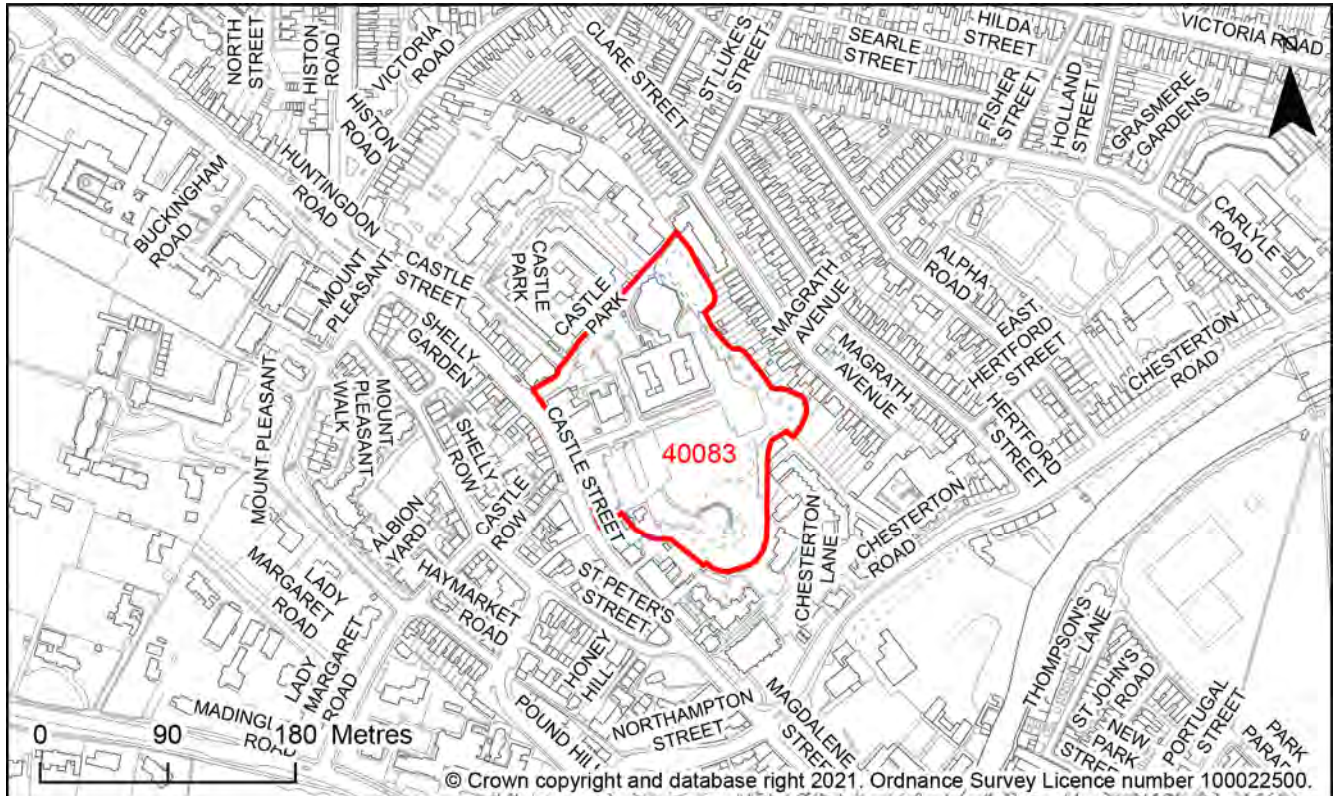 NORTH
STREET
HISTON
ROAD
VICTORIA
ROAD
HISTON
ROAD
CLARE STREET
ST LUKES
STREET
HILDA
STREET
SEARLE
STREET
VICTORIA ROAD
FISHER
STREET
HOLLAND
STREET
GRASMERE
GARDENS
N
CARLYLE
ROAD
BUCKINGHAM
ROAD
HUNTINGDON
ROAD
MOUNT
PLEASANT
CASTLE
STREET
CASTLE
PARK
CASTLE
PARK
MAGRATH
AVENUE
ALPHA
ROAD
EAST
HERTFORD
STREET
CHESTERTON
ROAD
SHELLY
GARDEN
MAGRATH
AVENUE
HERTFORD
STREET
MOUNT PLEASANT
MOUNT
PLEASANT
WALK
SHELLY
ROW
CASTLE
ROW
CASTLE STREET
40083
ALBION
YARD
CHESTERTON
LANE
CHESTERTON
ROAD
LADY
MARGARET
ROAD
LADY
MARGARET
ROAD
HAYMARKET
ROAD
ST.PETER'S
STREET
HONEY
HILL
POUND HILL
NORTHAMPTON
STREET
MAGDALENE
STREET
THOMPSON'S
LANE
ST JOHN'S
ROAD
NEW
PARK
STREET
PORTUGAL
STREET
PARK
PARADE
MADINGL
ROAD
0 90 180 Metres
© Crown copyright and database right 2021. Ordnance Survey Licence number 100022500.